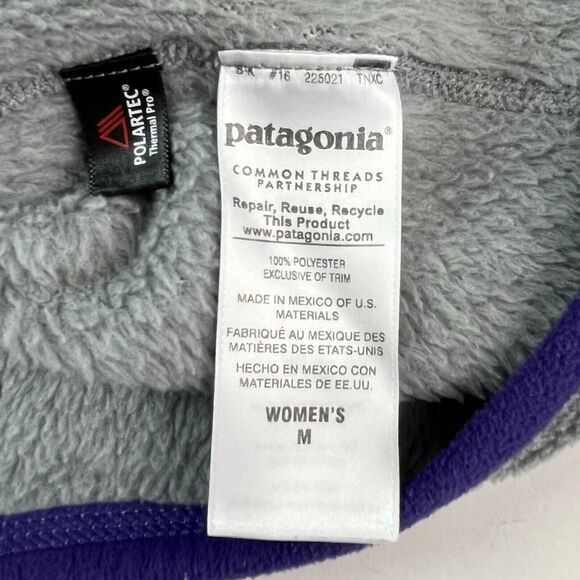 POLARTEC®
Thermal Pro®
8-K #16 225021 TNXC
patagonia®
COMMON THREADS
PARTNERSHIP
Repair, Reuse, Recycle
This Product
www.patagonia.com
100% POLYESTER
EXCLUSIVE OF TRIM
MADE IN MEXICO OF U.S.
MATERIALS
FABRIQUÉ AU MEXIQUE DES
MATIÈRES DES ETATS-UNIS
HECHO EN MEXICO CON
MATERIALES DE EE.UU.
WOMEN'S
M